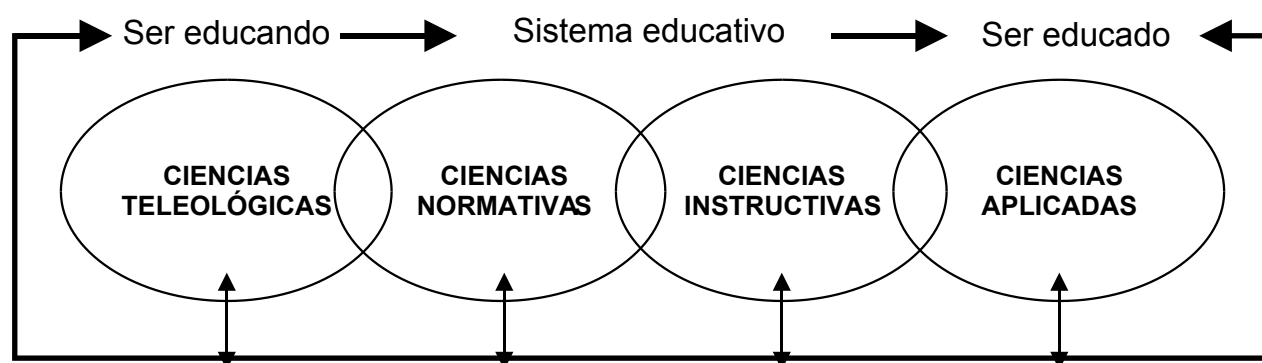 Ser educando
Sistema educativo
Ser educado
CIENCIAS
TELEOLÓGICAS
CIENCIAS
NORMATIVAS
CIENCIAS
INSTRUCTIVAS
CIENCIAS
APLICADAS